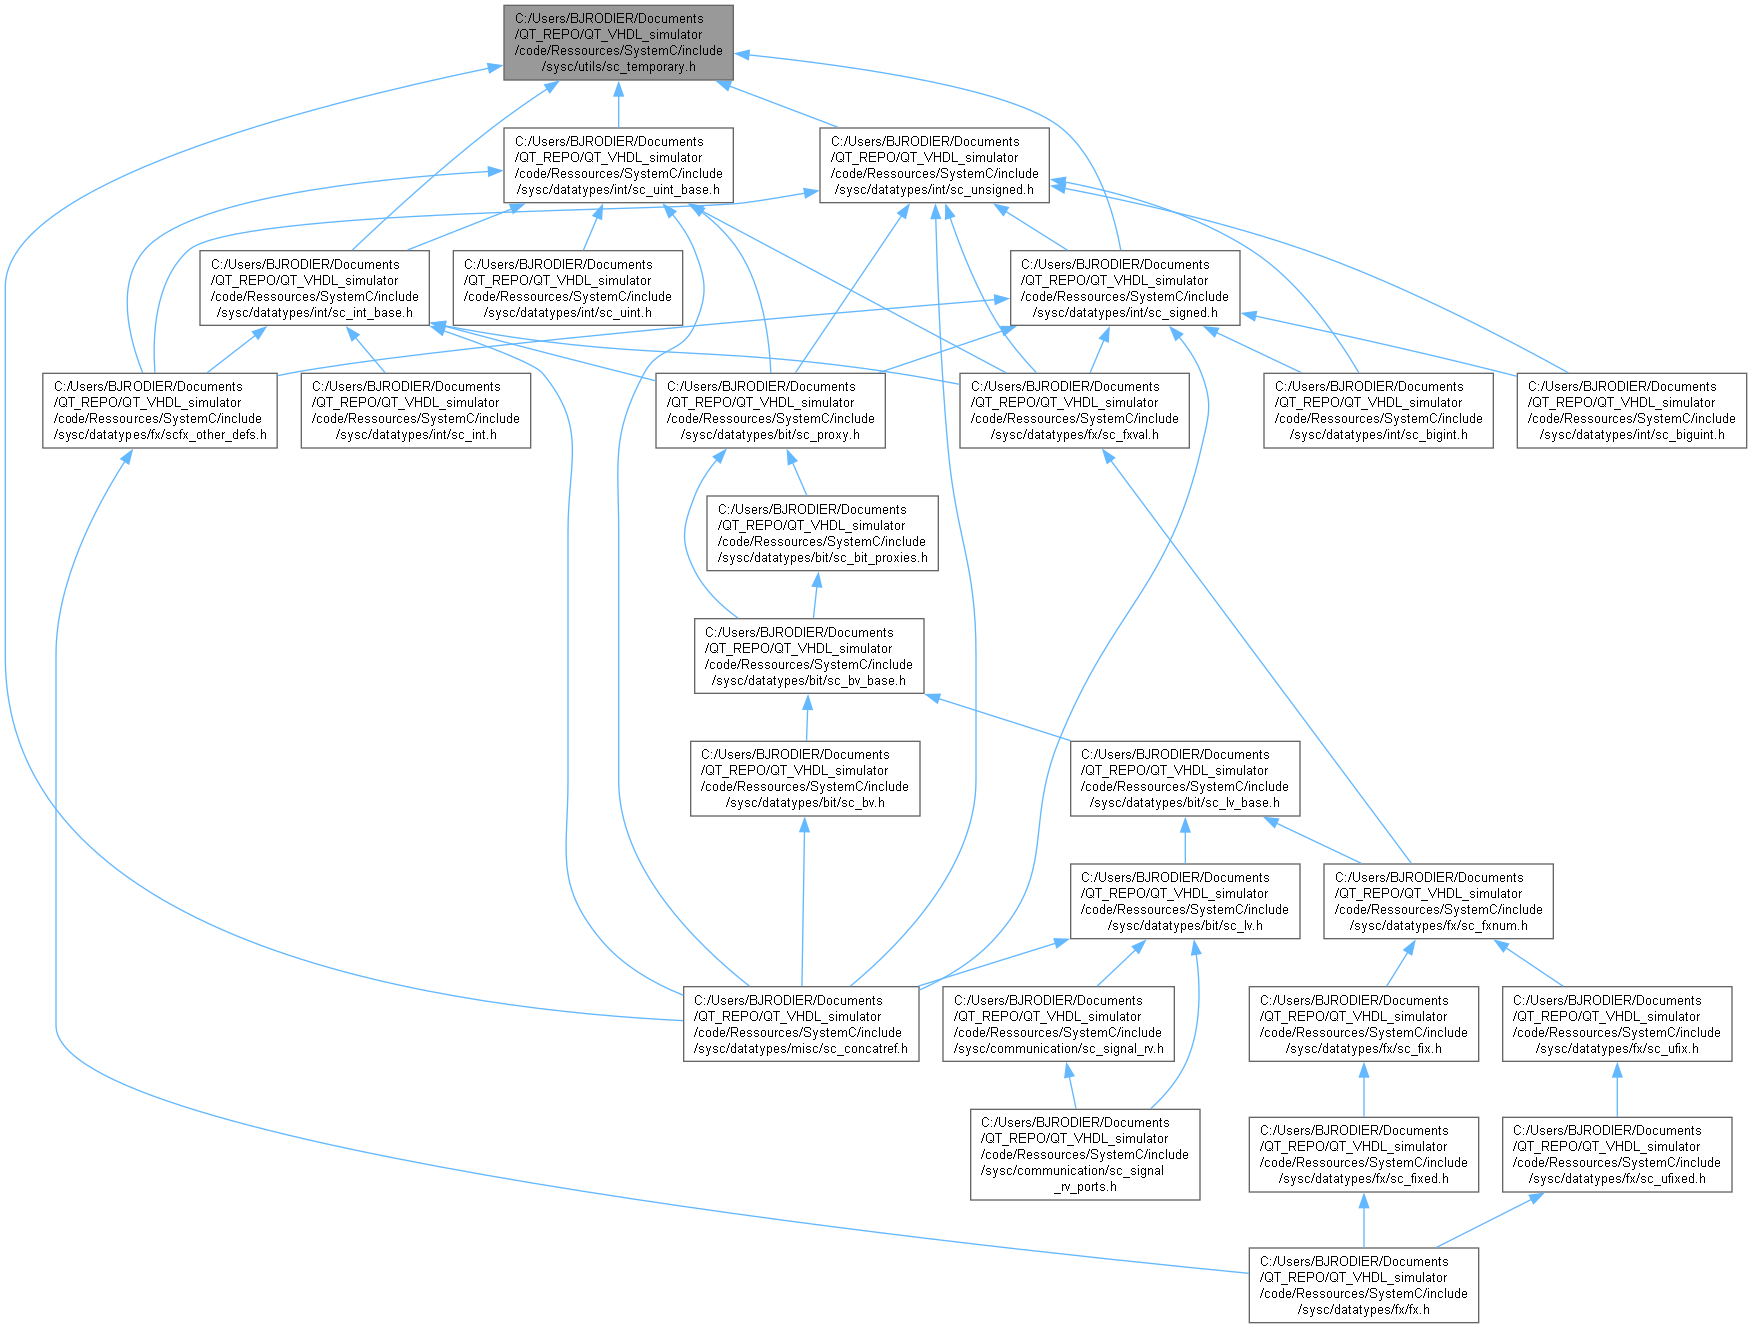 C:/Users/BJRODIER/Documents
/QT_REPO/QT_VHDL_simulator
/code/Ressources/SystemC/include
/sysc/utils/sc_temporary.h
C:/Users/BJRODIER/Documents
/QT_REPO/QT_VHDL_simulator
/code/Ressources/SystemC/include
/sysc/datatypes/int/sc_uint_base.h
C:/Users/BJRODIER/Documents
/QT_REPO/QT_VHDL_simulator
/code/Ressources/SystemC/include
/sysc/datatypes/int/sc_unsigned.h
C:/Users/BJRODIER/Documents
/QT_REPO/QT_VHDL_simulator
/code/Ressources/SystemC/include
/sysc/datatypes/int/sc_int_base.h
C:/Users/BJRODIER/Documents
/QT_REPO/QT_VHDL_simulator
/code/Ressources/SystemC/include
/sysc/datatypes/int/sc_uint.h
C:/Users/BJRODIER/Documents
/QT_REPO/QT_VHDL_simulator
/code/Ressources/SystemC/include
/sysc/datatypes/int/sc_signed.h
C:/Users/BJRODIER/Documents
/QT_REPO/QT_VHDL_simulator
/code/Ressources/SystemC/include
/sysc/datatypes/fx/scfx_other_defs.h
C:/Users/BJRODIER/Documents
/QT_REPO/QT_VHDL_simulator
/code/Ressources/SystemC/include
/sysc/datatypes/int/sc_int.h
C:/Users/BJRODIER/Documents
/QT_REPO/QT_VHDL_simulator
/code/Ressources/SystemC/include
/sysc/datatypes/bit/sc_proxy.h
C:/Users/BJRODIER/Documents
/QT_REPO/QT_VHDL_simulator
/code/Ressources/SystemC/include
/sysc/datatypes/fx/sc_fxval.h
C:/Users/BJRODIER/Documents
/QT_REPO/QT_VHDL_simulator
/code/Ressources/SystemC/include
/sysc/datatypes/int/sc_bigint.h
C:/Users/BJRODIER/Documents
/QT_REPO/QT_VHDL_simulator
/code/Ressources/SystemC/include
/sysc/datatypes/int/sc_biguint.h
C:/Users/BJRODIER/Documents
/QT_REPO/QT_VHDL_simulator
/code/Ressources/SystemC/include
/sysc/datatypes/bit/sc_bit_proxies.h
C:/Users/BJRODIER/Documents
/QT_REPO/QT_VHDL_simulator
/code/Ressources/SystemC/include
/sysc/datatypes/bit/sc_bv_base.h
C:/Users/BJRODIER/Documents
/QT_REPO/QT_VHDL_simulator
/code/Ressources/SystemC/include
/sysc/datatypes/bit/sc_bv.h
C:/Users/BJRODIER/Documents
/QT_REPO/QT_VHDL_simulator
/code/Ressources/SystemC/include
/sysc/datatypes/bit/sc_lv_base.h
C:/Users/BJRODIER/Documents
/QT_REPO/QT_VHDL_simulator
/code/Ressources/SystemC/include
/sysc/datatypes/bit/sc_lv.h
C:/Users/BJRODIER/Documents
/QT_REPO/QT_VHDL_simulator
/code/Ressources/SystemC/include
/sysc/datatypes/fx/sc_fxnum.h
C:/Users/BJRODIER/Documents
/QT_REPO/QT_VHDL_simulator
/code/Ressources/SystemC/include
/sysc/datatypes/misc/sc_concatref.h
C:/Users/BJRODIER/Documents
/QT_REPO/QT_VHDL_simulator
/code/Ressources/SystemC/include
/sysc/communication/sc_signal_rv.h
C:/Users/BJRODIER/Documents
/QT_REPO/QT_VHDL_simulator
/code/Ressources/SystemC/include
/sysc/datatypes/fx/sc_fix.h
C:/Users/BJRODIER/Documents
/QT_REPO/QT_VHDL_simulator
/code/Ressources/SystemC/include
/sysc/datatypes/fx/sc_ufix.h
C:/Users/BJRODIER/Documents
/QT_REPO/QT_VHDL_simulator
/code/Ressources/SystemC/include
/sysc/communication/sc_signal
_rv_ports.h
C:/Users/BJRODIER/Documents
/QT_REPO/QT_VHDL_simulator
/code/Ressources/SystemC/include
/sysc/datatypes/fx/sc_fixed.h
C:/Users/BJRODIER/Documents
/QT_REPO/QT_VHDL_simulator
/code/Ressources/SystemC/include
/sysc/datatypes/fx/sc_ufixed.h
C:/Users/BJRODIER/Documents
/QT_REPO/QT_VHDL_simulator
/code/Ressources/SystemC/include
/sysc/datatypes/fx/fx.h